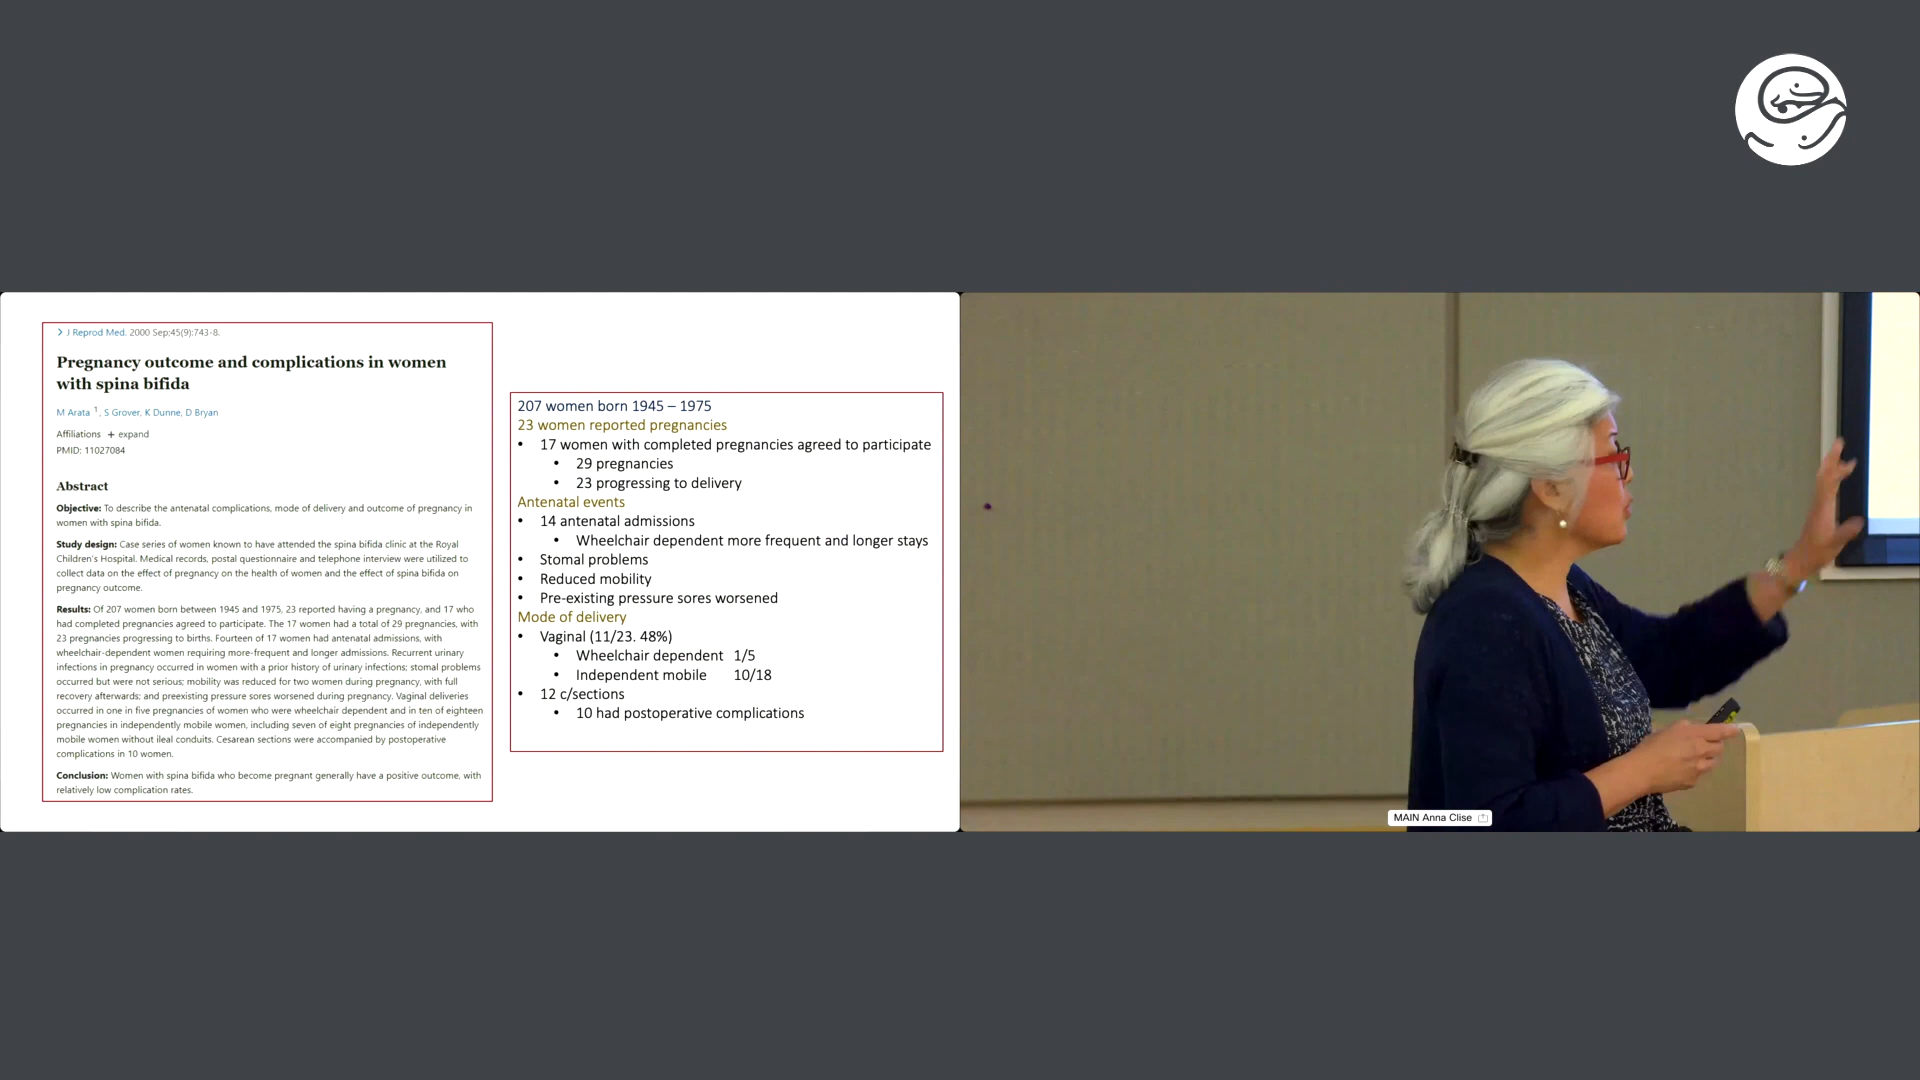 J Reprod Med. 2000 Sep;45(9):743-8.
Pregnancy outcome and complications in women
with spina bifida
M Arata 1, S Grover, K Dunne, D Bryan
Affiliations + expand
PMID: 11027084
Abstract
Objective: To describe the antenatal complications, mode of delivery and outcome of pregnancy in
women with spina bifida.
Study design: Case series of women known to have attended the spina bifida clinic at the Royal
Children's Hospital. Medical records, postal questionnaire and telephone interview were utilized to
collect data on the effect of pregnancy on the health of women and the effect of spina bifida on
pregnancy outcome.
Results: Of 207 women born between 1945 and 1975, 23 reported having a pregnancy, and 17 who
had completed pregnancies agreed to participate. The 17 women had a total of 29 pregnancies, with
23 pregnancies progressing to births. Fourteen of 17 women had antenatal admissions, with
wheelchair-dependent women requiring more-frequent and longer admissions. Recurrent urinary
infections in pregnancy occurred in women with a prior history of urinary infections; stomal problems
occurred but were not serious; mobility was reduced for two women during pregnancy, with full
recovery afterwards; and preexisting pressure sores worsened during pregnancy. Vaginal deliveries
occurred in one in five pregnancies of women who were wheelchair dependent and in ten of eighteen
pregnancies in independently mobile women, including seven of eight pregnancies of independently
mobile women without ileal conduits. Cesarean sections were accompanied by postoperative
complications in 10 women.
Conclusion: Women with spina bifida who become pregnant generally have a positive outcome, with
relatively low complication rates.
207 women born 1945 – 1975
23 women reported pregnancies
• 17 women with completed pregnancies agreed to participate
• 29 pregnancies
• 23 progressing to delivery
Antenatal events
• 14 antenatal admissions
• Wheelchair dependent more frequent and longer stays
• Stomal problems
• Reduced mobility
• Pre-existing pressure sores worsened
Mode of delivery
• Vaginal (11/23. 48%)
• Wheelchair dependent 1/5
• Independent mobile 10/18
• 12 c/sections
• 10 had postoperative complications
MAIN Anna Clise